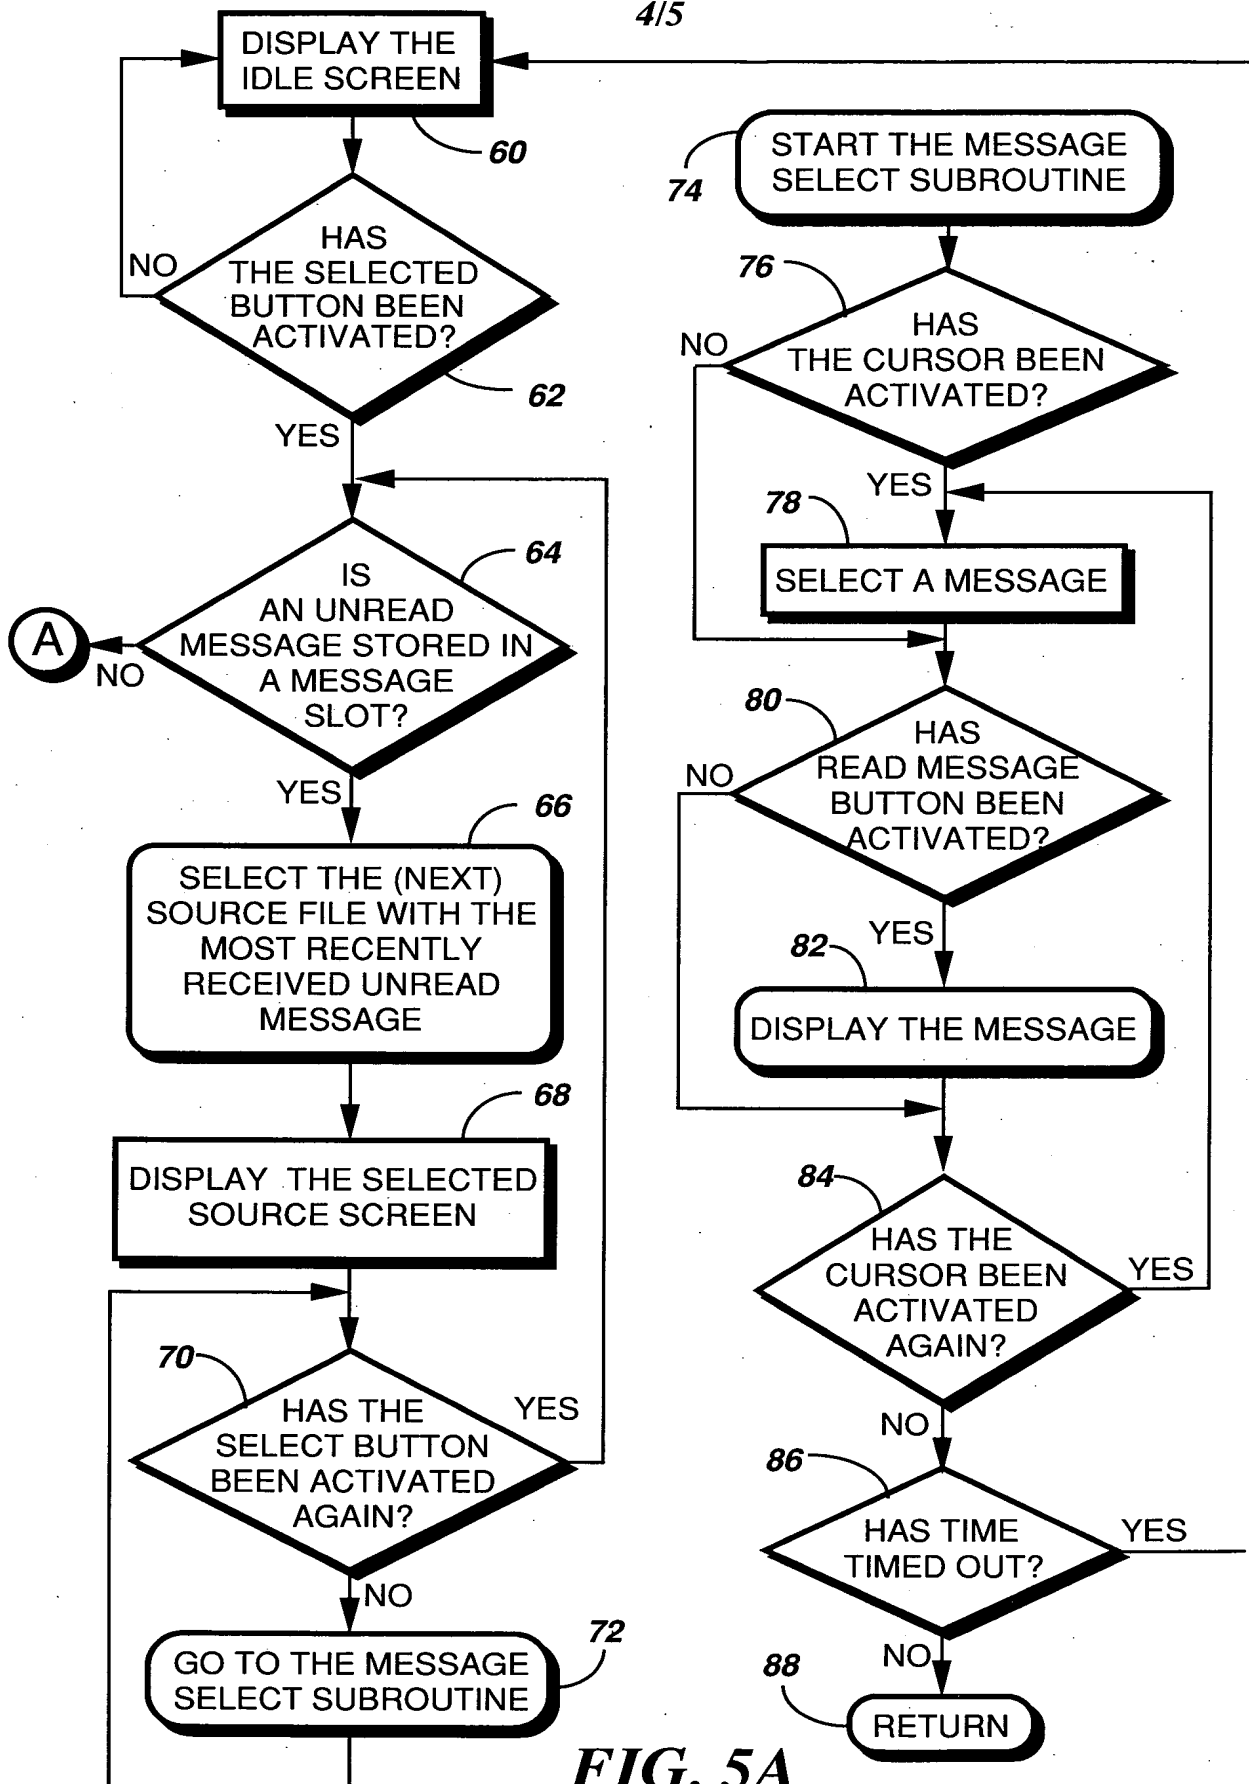 4/5
DISPLAY THE
IDLE SCREEN
60
HAS
THE SELECTED
BUTTON BEEN
ACTIVATED?
NO
62
YES
64
IS
AN UNREAD
MESSAGE STORED IN
A MESSAGE
SLOT?
A
NO
YES
66
SELECT THE (NEXT)
SOURCE FILE WITH THE
MOST RECENTLY
RECEIVED UNREAD
MESSAGE
68
DISPLAY THE SELECTED
SOURCE SCREEN
70
HAS THE
SELECT BUTTON
BEEN ACTIVATED
AGAIN?
YES
NO
72
GO TO THE MESSAGE
SELECT SUBROUTINE
74
START THE MESSAGE
SELECT SUBROUTINE
76
HAS
THE CURSOR BEEN
ACTIVATED?
NO
YES
78
SELECT A MESSAGE
80
HAS
READ MESSAGE
BUTTON BEEN
ACTIVATED?
NO
YES
82
DISPLAY THE MESSAGE
84
HAS THE
CURSOR BEEN
ACTIVATED
AGAIN?
YES
NO
86
HAS TIME
TIMED OUT?
YES
NO
88
RETURN
FIG. 5A